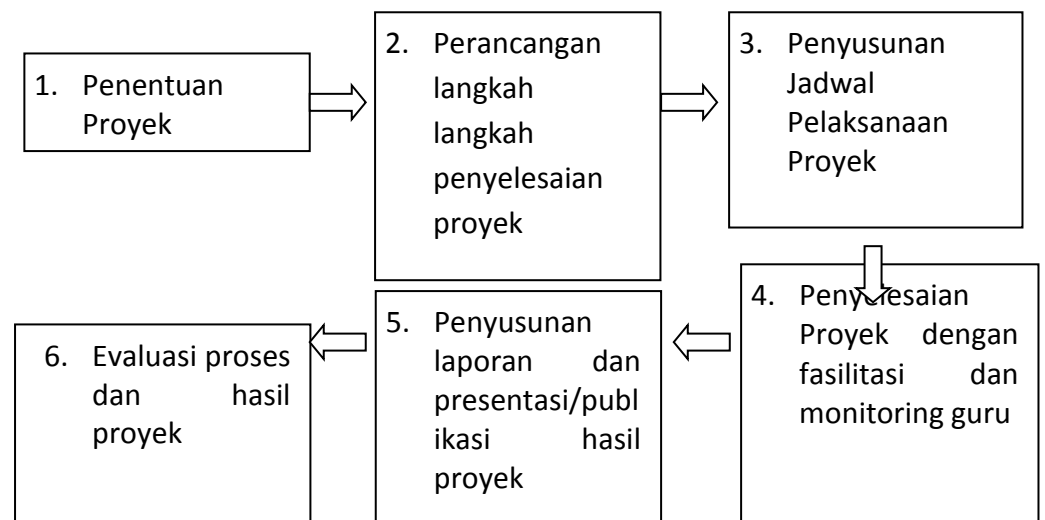 1. Penentuan
Proyek
2. Perancangan
langkah
langkah
penyelesaian
proyek
3. Penyusunan
Jadwal
Pelaksanaan
Proyek
4. Penyelesaian
Proyek dengan
fasilitasi dan
monitoring guru
5. Penyusunan
laporan dan
presentasi/publ
ikasi hasil
proyek
6. Evaluasi proses
dan hasil
proyek